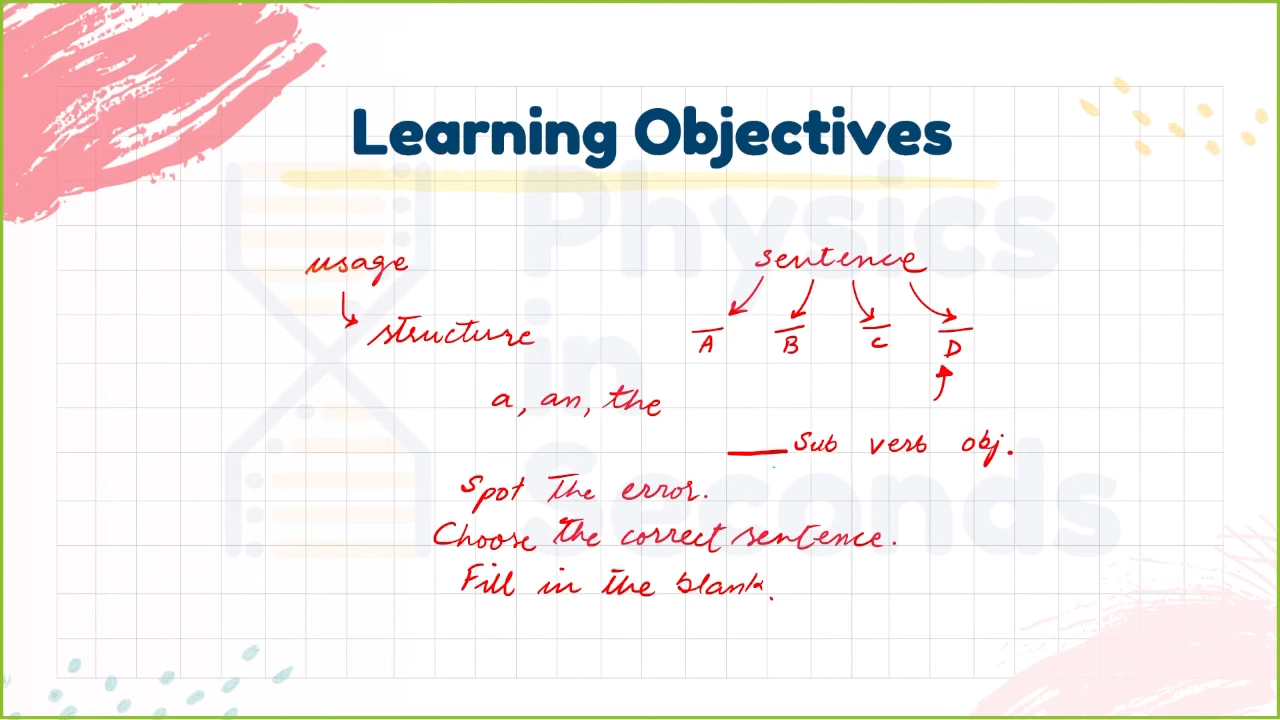 Learning Objectives
Physics
in
Seconds
usage
sentence
structure
A B C D
a, an, the
___ Sub verb obj.
Spot the error.
Choose the correct sentence.
Fill in the blank.